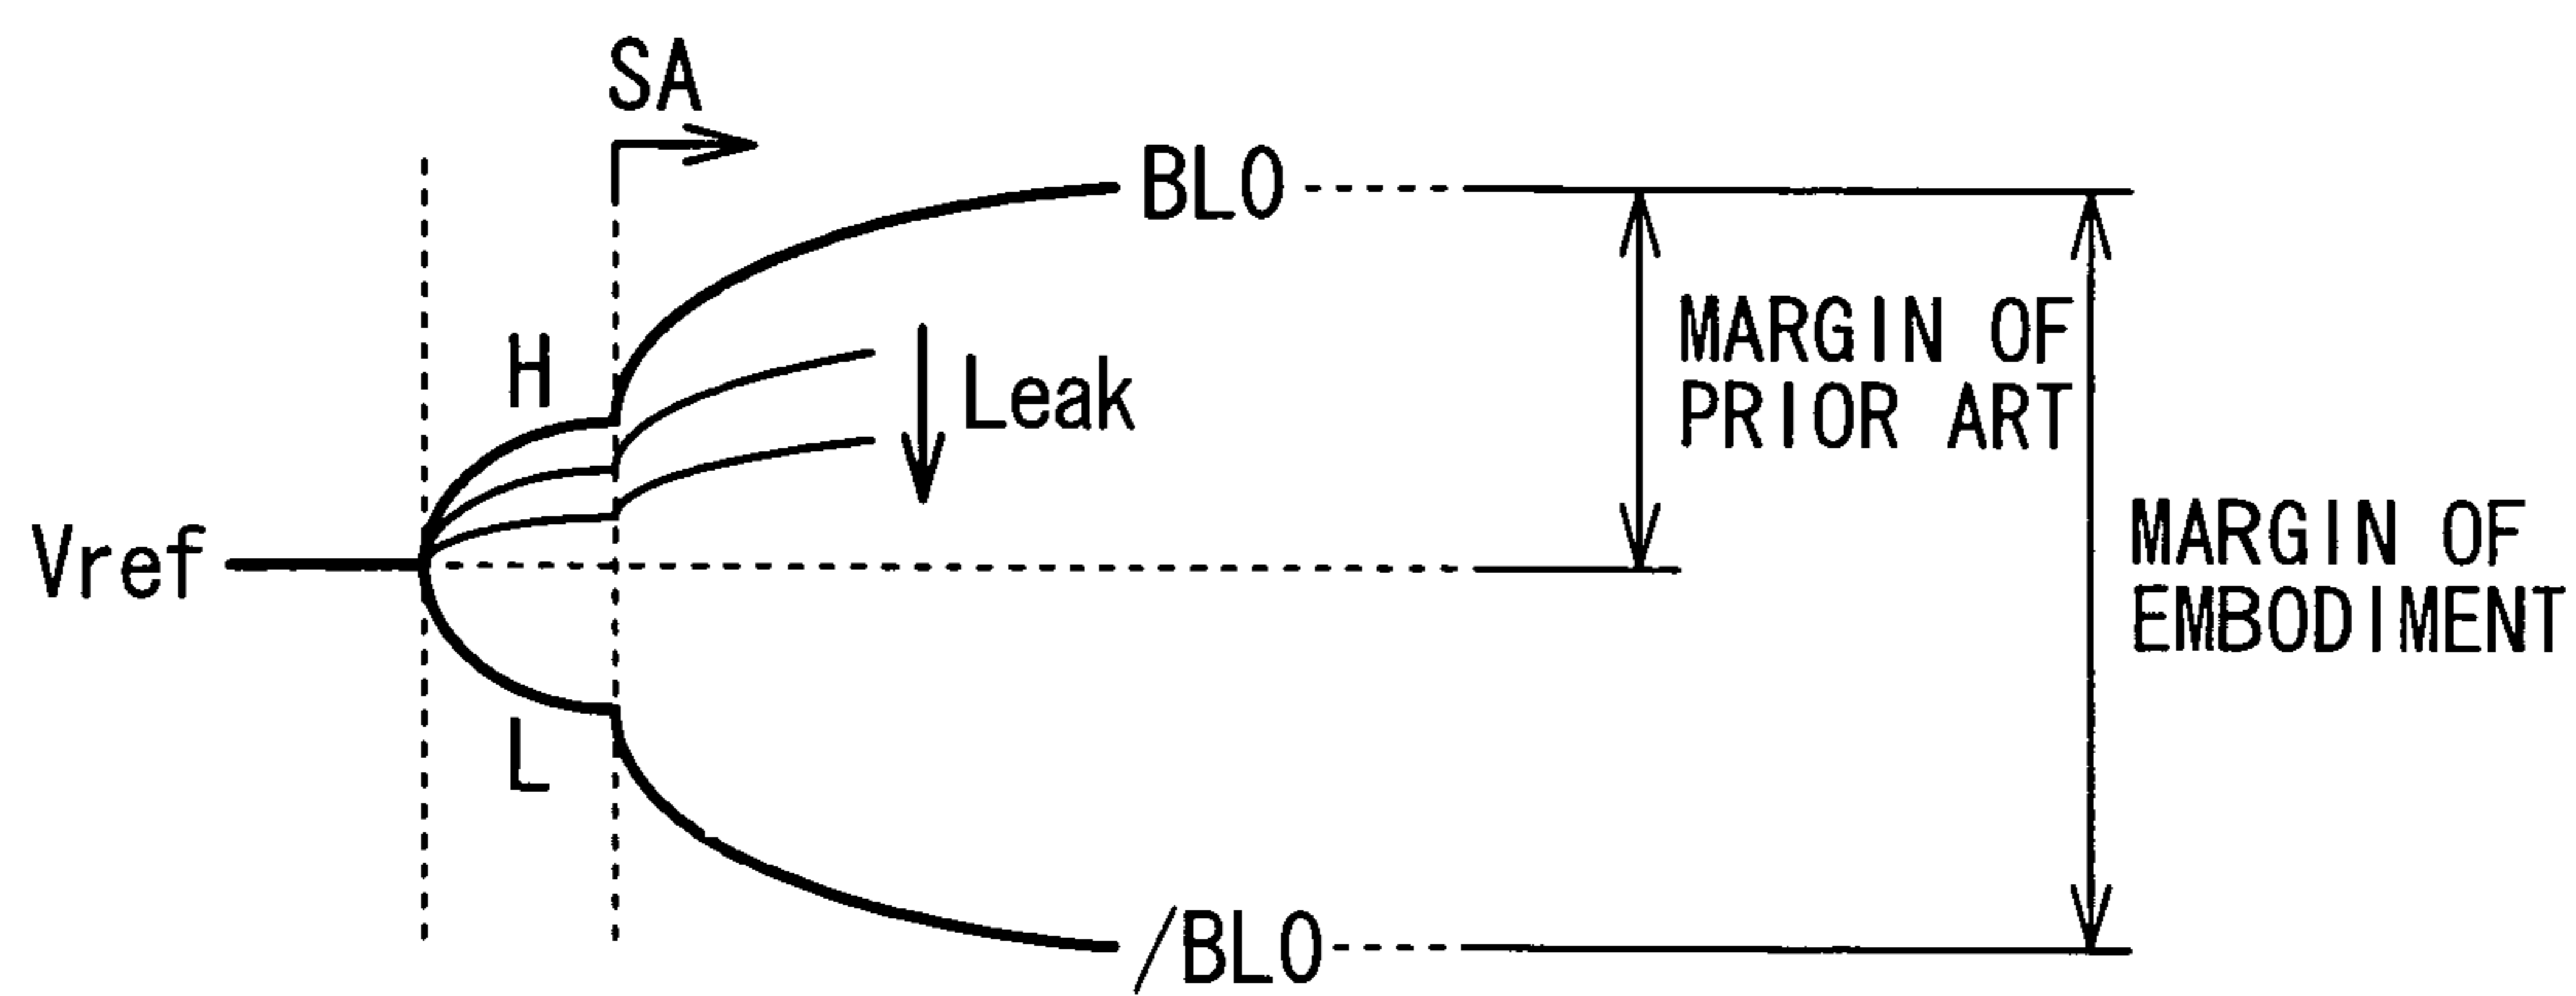 SA
BL0
H
Leak
MARGIN OF
PRIOR ART
Vref
MARGIN OF
EMBODIMENT
L
/BL0